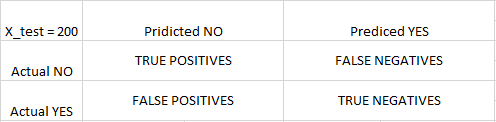 X_test = 200 Pridicted NO Prediced YES
Actual NO TRUE POSITIVES FALSE NEGATIVES
Actual YES FALSE POSITIVES TRUE NEGATIVES